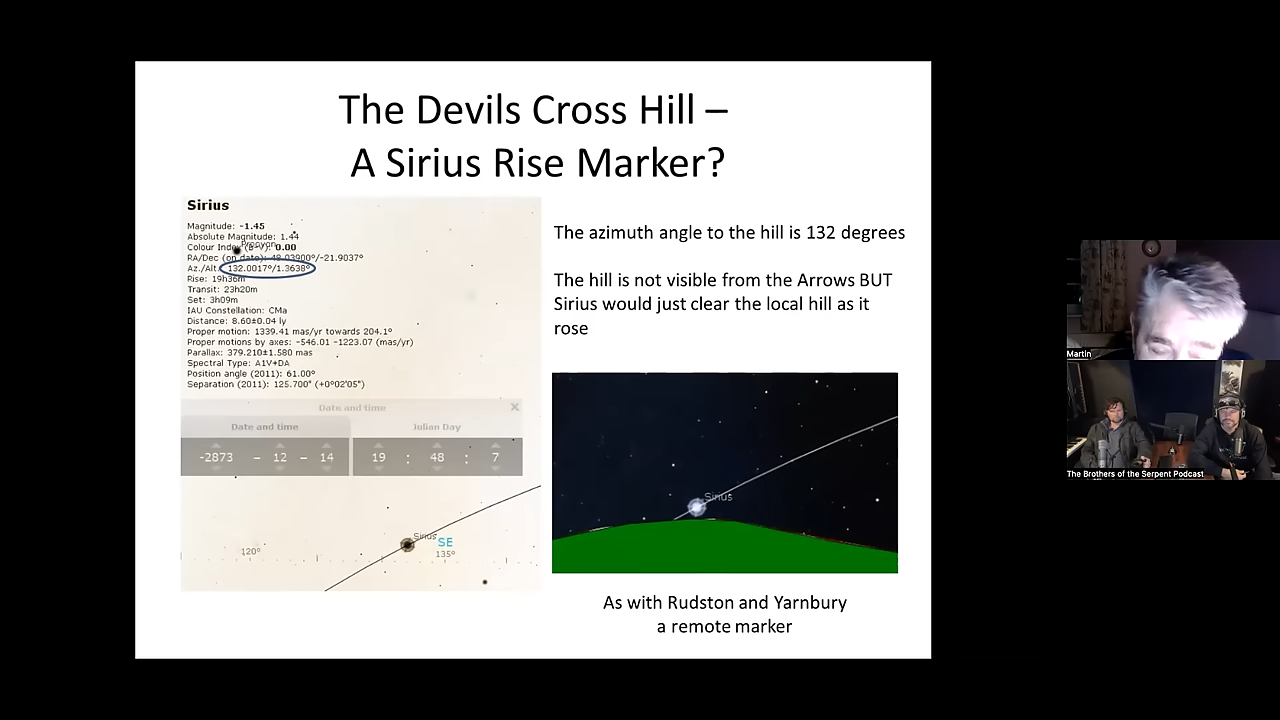 The Devils Cross Hill –
A Sirius Rise Marker?
Sirius
Magnitude: -1.45
Absolute Magnitude: 1.44
Colour Index (B-V): 0.00
Procyon
RA/Dec (on date): 48.03900°/-21.9037°
Az./Alt.: 132.0017°/1.3638°
Rise: 19h36m
Transit: 23h20m
Set: 3h09m
IAU Constellation: CMa
Distance: 8.60±0.04 ly
Proper motion: 1339.41 mas/yr towards 204.1°
Proper motions by axes: -546.01 -1223.07 (mas/yr)
Parallax: 379.210±1.580 mas
Spectral Type: A1V+DA
Position angle (2011): 61.00°
Separation (2011): 125.700" (+0°02'05")
Date and time
Date and time Julian Day
-2873 – 12 – 14 19 : 48 : 7
Sirius
SE
120° 135°
The azimuth angle to the hill is 132 degrees
The hill is not visible from the Arrows BUT
Sirius would just clear the local hill as it
rose
Sirius
As with Rudston and Yarnbury
a remote marker
Martin
The Brothers of the Serpent Podcast